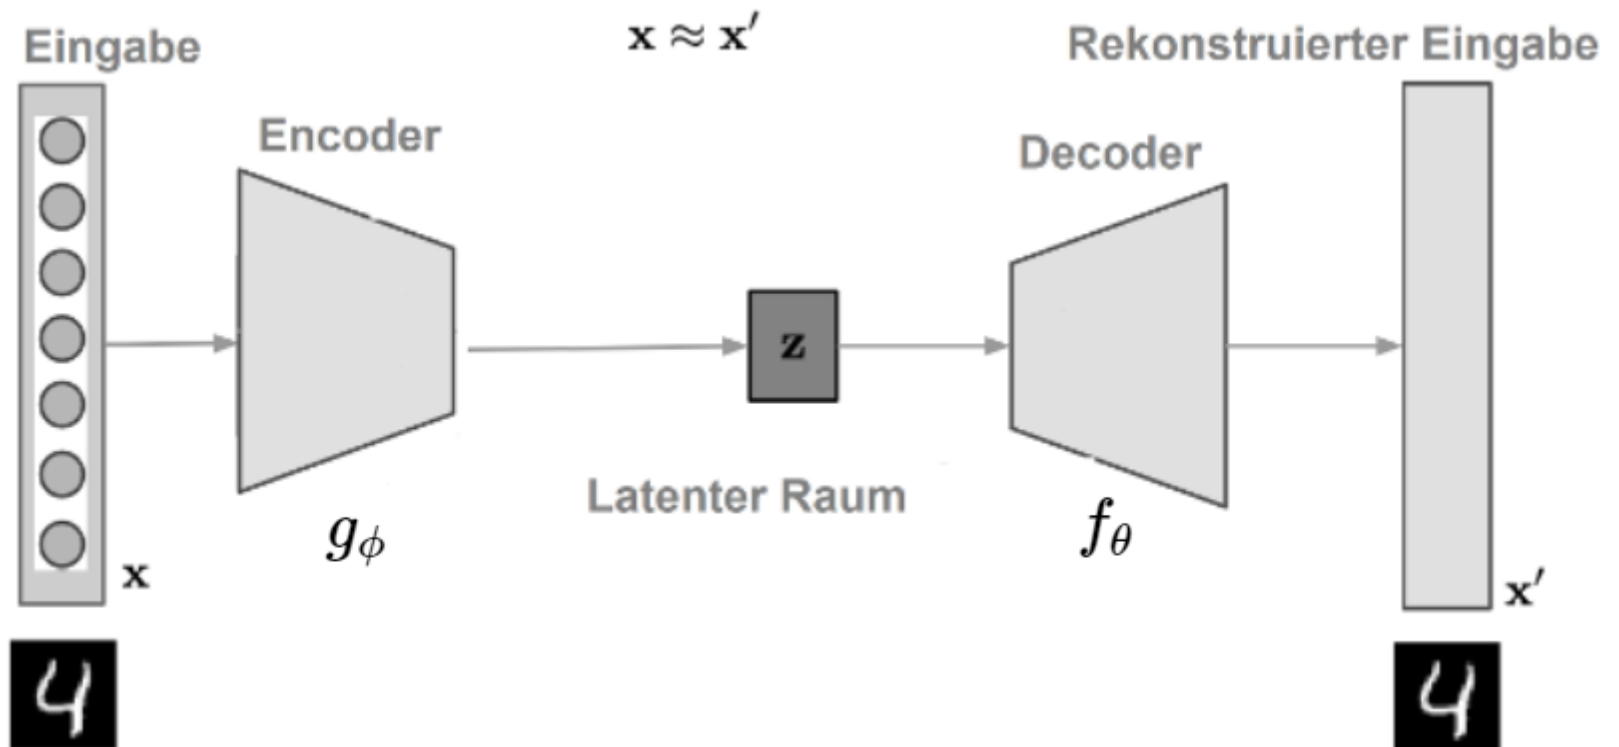 Eingabe
x ≈ x′
Rekonstruierter Eingabe
Encoder
Decoder
z
Latenter Raum
g_ϕ
f_θ
x
x′
4
4